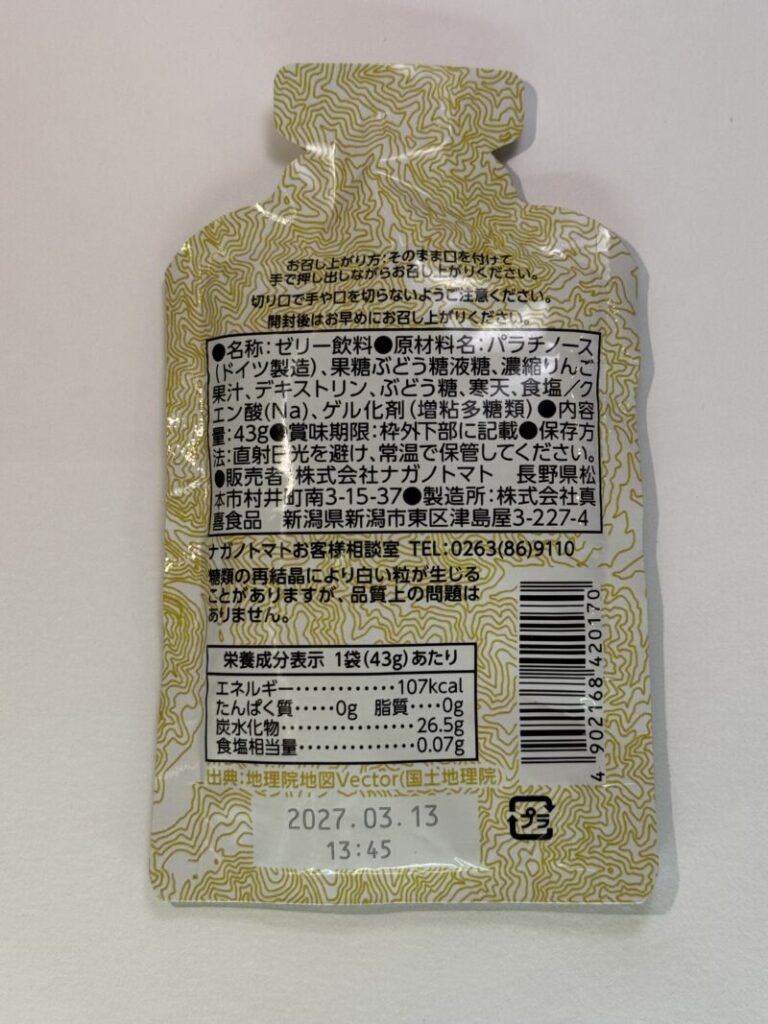 お召し上がり方:そのまま口を付けて
手で押し出しながらお召し上がりください。
切り口で手や口を切らないようご注意ください。
開封後はお早めにお召し上がりください。
●名称:ゼリー飲料●原材料名:パラチノース
(ドイツ製造)、果糖ぶどう糖液糖、濃縮りんご
果汁、デキストリン、ぶどう糖、寒天、食塩/ク
エン酸(Na)、ゲル化剤(増粘多糖類)●内容
量:43g●賞味期限:枠外下部に記載●保存方
法:直射日光を避け、常温で保管してください。
●販売者:株式会社ナガノトマト 長野県松
本市村井町南3-15-37●製造所:株式会社真
喜食品 新潟県新潟市東区津島屋3-227-4
ナガノトマトお客様相談室 TEL:0263(86)9110
糖類の再結晶により白い粒が生じる
ことがありますが、品質上の問題は
ありません。
栄養成分表示 1袋(43g)あたり
エネルギー・・・・・・・・・・・・107kcal
たんぱく質・・・・・0g 脂質・・・・0g
炭水化物・・・・・・・・・・・・・・・26.5g
食塩相当量・・・・・・・・・・・・・0.07g
出典:地理院地図Vector(国土地理院)
4 902168 420170
2027.03.13
13:45
プラ